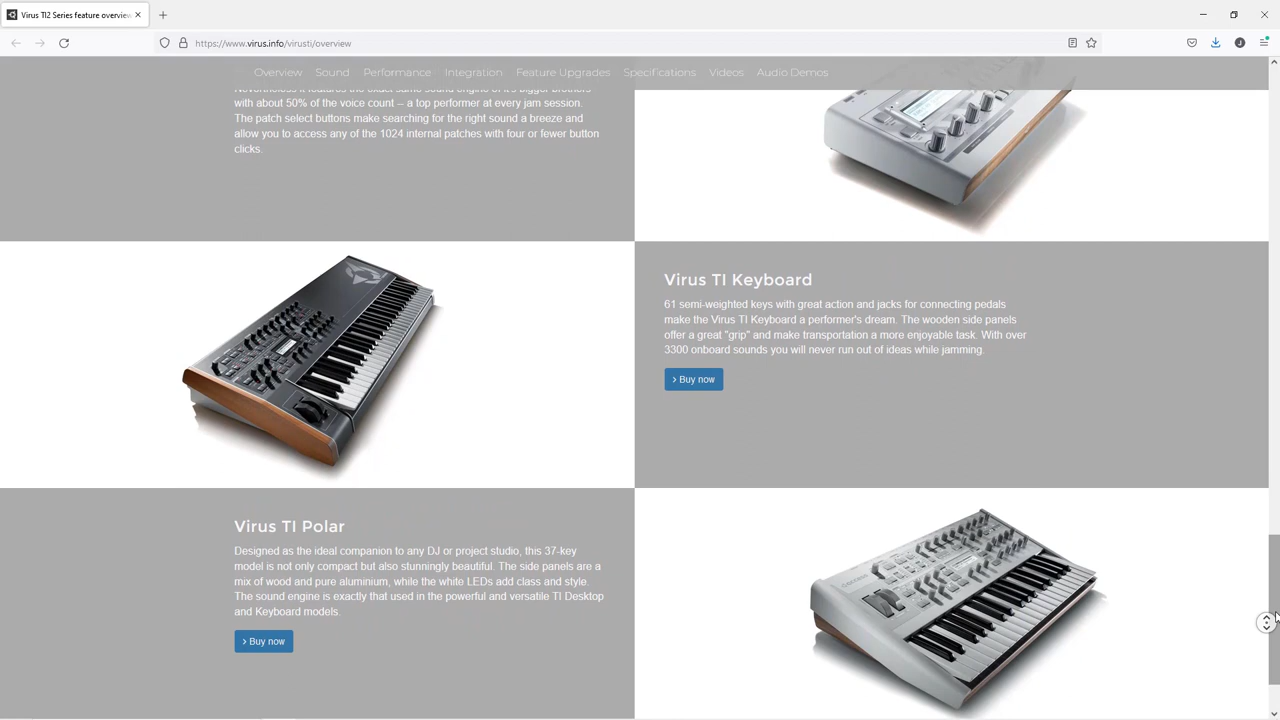 Virus TI2 Series feature overview
https://www.virus.info/virusti/overview
Overview Sound Performance Integration Feature Upgrades Specifications Videos Audio Demos
Nevertheless it features the exact same sound engine of it's bigger brothers
with about 50% of the voice count -- a top performer at every jam session.
The patch select buttons make searching for the right sound a breeze and
allow you to access any of the 1024 internal patches with four or fewer button
clicks.
Virus TI Keyboard
61 semi-weighted keys with great action and jacks for connecting pedals
make the Virus TI Keyboard a performer's dream. The wooden side panels
offer a great "grip" and make transportation a more enjoyable task. With over
3300 onboard sounds you will never run out of ideas while jamming.
Buy now
Virus TI Polar
Designed as the ideal companion to any DJ or project studio, this 37-key
model is not only compact but also stunningly beautiful. The side panels are a
mix of wood and pure aluminium, while the white LEDs add class and style.
The sound engine is exactly that used in the powerful and versatile TI Desktop
and Keyboard models.
Buy now